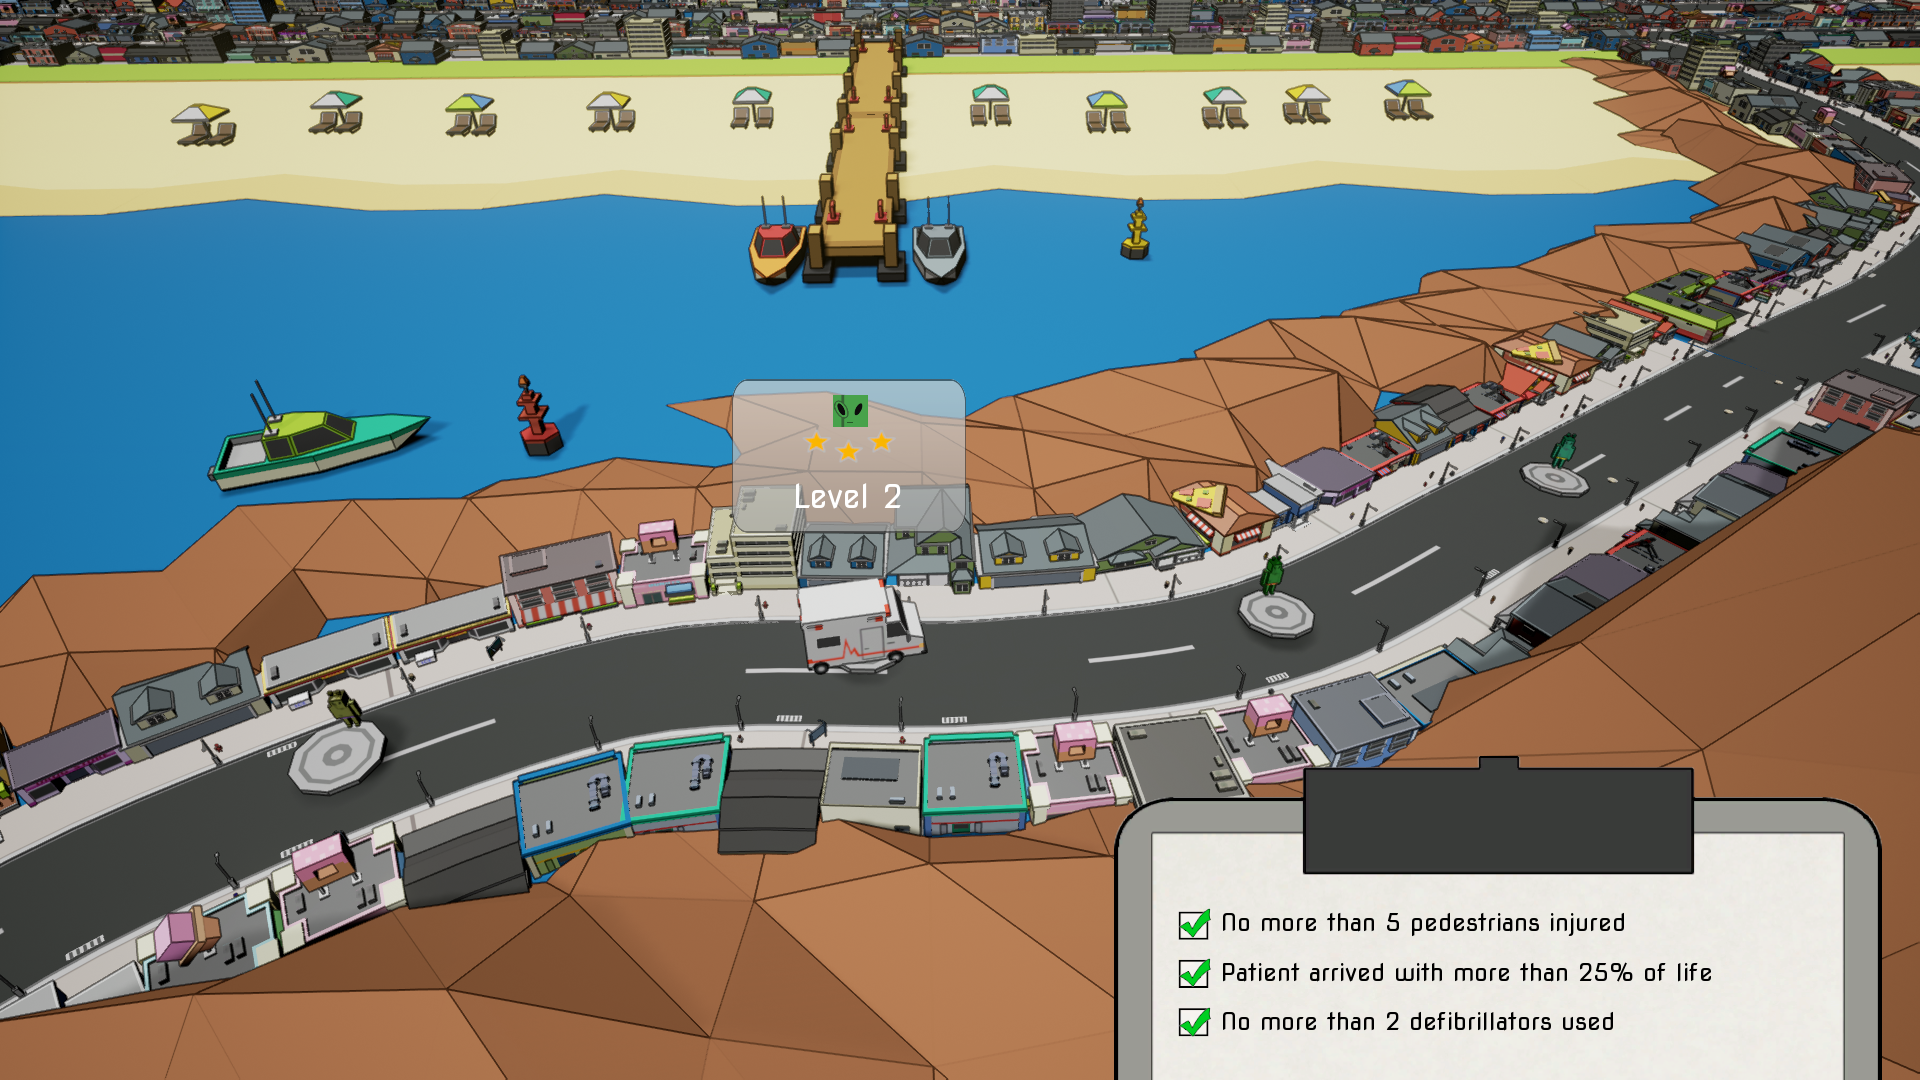 Level 2
No more than 5 pedestrians injured
Patient arrived with more than 25% of life
No more than 2 defibrillators used